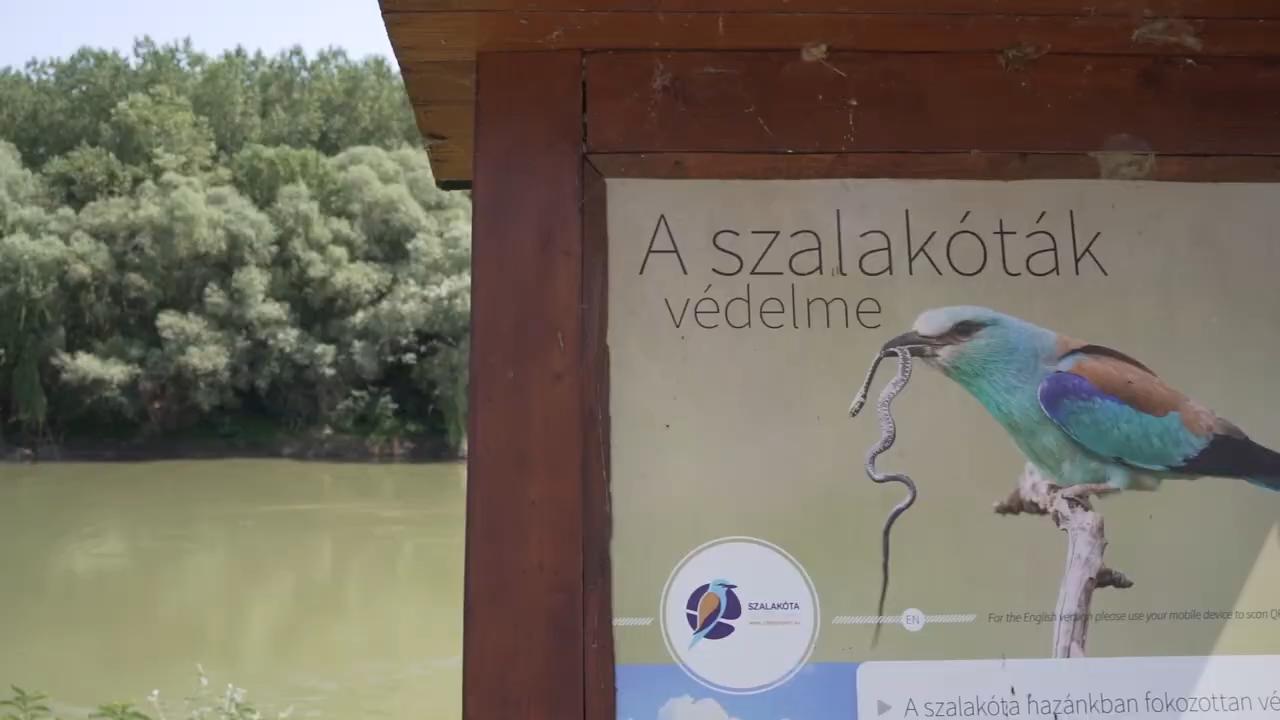 A szalakóták
védelme
SZALAKÓTA
EN
For the English version please use your mobile device to scan
A szalakóta hazánkban fokozottan